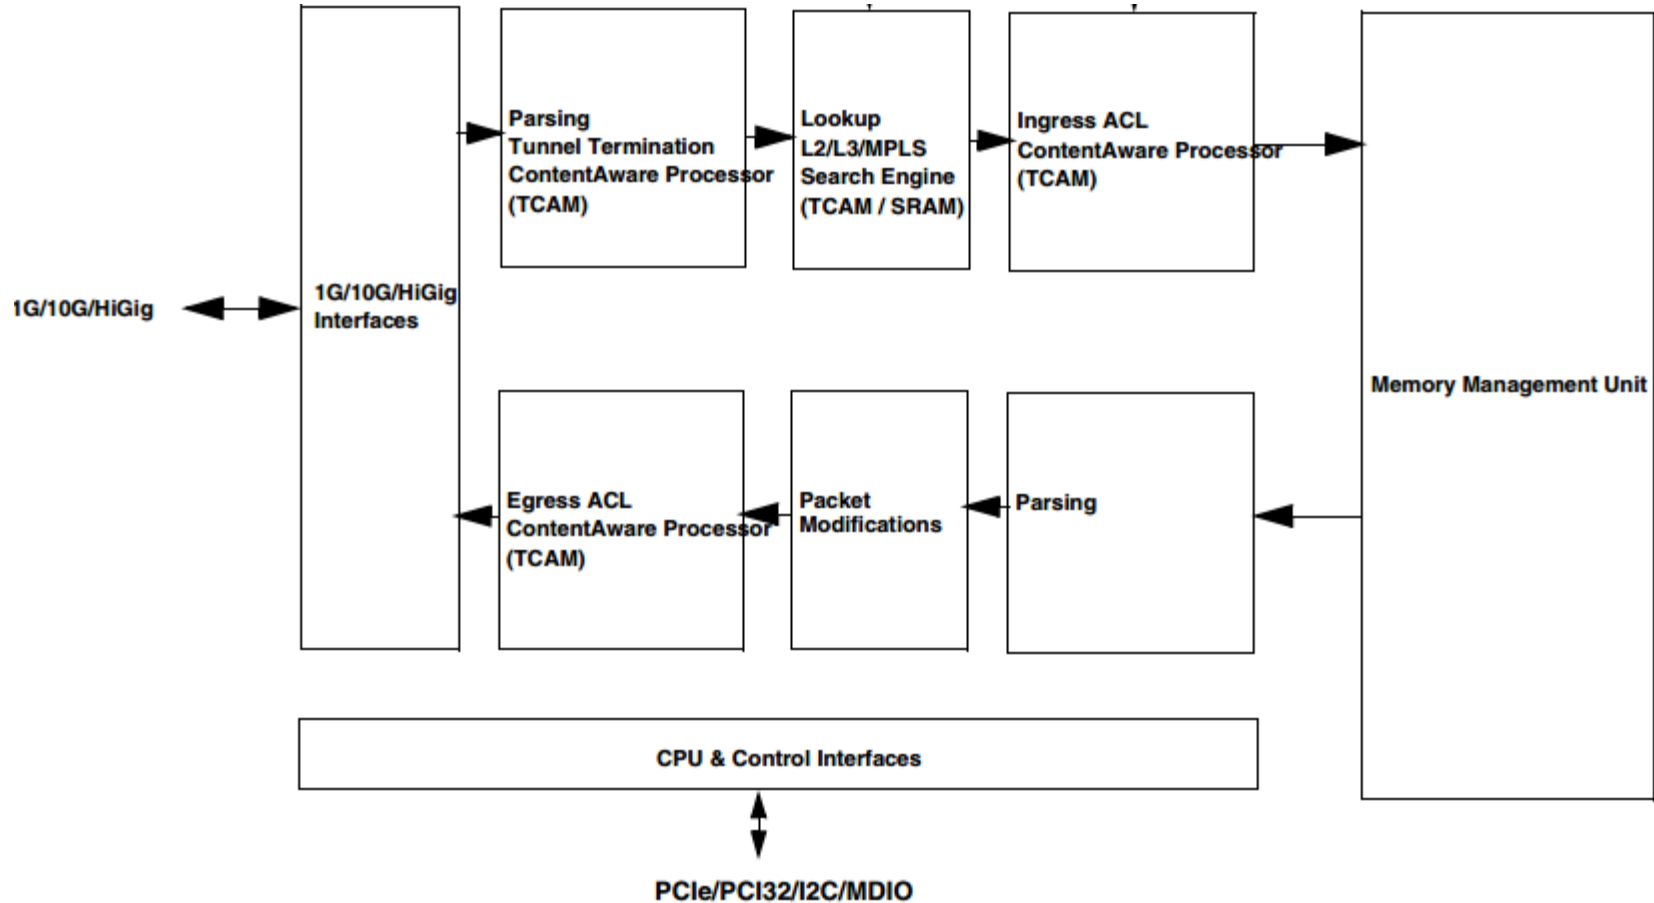 Parsing
Tunnel Termination
ContentAware Processor
(TCAM)
Lookup
L2/L3/MPLS
Search Engine
(TCAM / SRAM)
Ingress ACL
ContentAware Processor
(TCAM)
1G/10G/HiGig
1G/10G/HiGig
Interfaces
Memory Management Unit
Egress ACL
ContentAware Processor
(TCAM)
Packet
Modifications
Parsing
CPU & Control Interfaces
PCIe/PCI32/I2C/MDIO